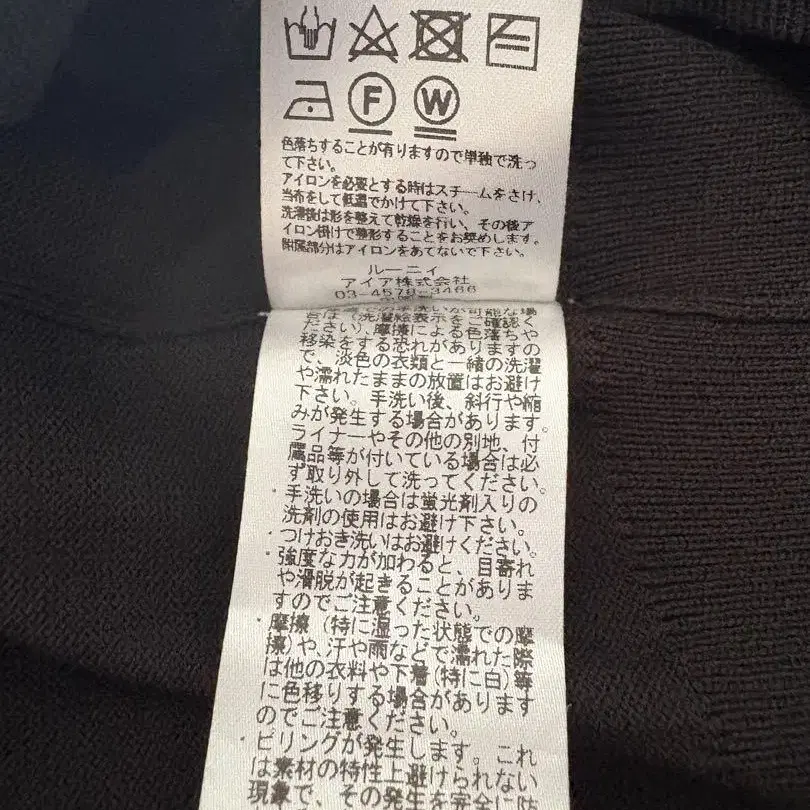 F W
色落ちすることが有りますので単独で洗っ
て下さい。
アイロンを必要とする時はスチームをさけ、
当布をして低温でかけて下さい。
洗濯後は形を整えて乾燥を行い、その後ア
イロン掛けで整形することをお奨めします。
附属部分はアイロンをあてないで下さい。
ルーニィ
アイア株式会社
03-4578-3466
合は(洗濯絵表示をご確認く
ださい)、摩擦による色落ちや
移染をする恐れがありますの
で、淡色の衣類と一緒の洗濯
や濡れたままの放置はお避け
下さい。手洗い後、斜行や縮
みが発生する場合があります。
ライナーやその他の別地、付
属品等が付いている場合は必
ず取り外して洗ってください。
・手洗いの場合は蛍光剤入りの
洗剤の使用はお避け下さい。
・つけおき洗いはお避けください。
・強度な力が加わると、目寄れ
や滑脱が起きることがありま
すのでご注意ください。
・摩擦(特に湿った状態での摩
擦)や、汗や雨などで濡れた際
は他の衣料や下着(特に白)等
に色移りする場合があります
のでご注意ください。
・ピリングが発生します。これ
は素材の特性上避けられない
現象で、その発生を完全に防